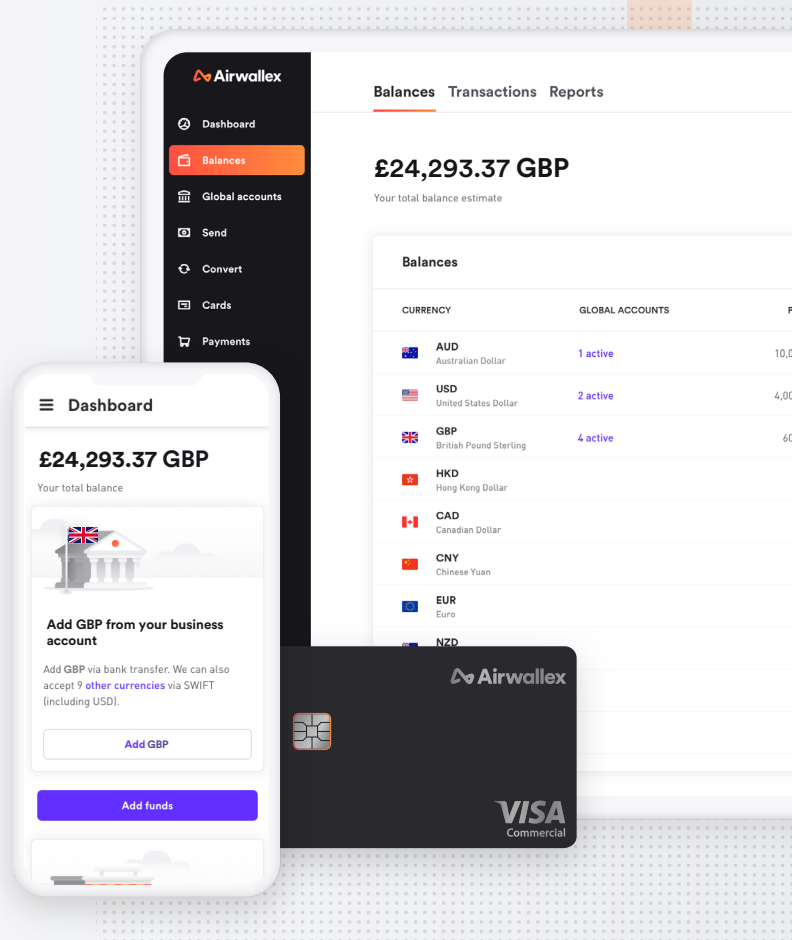 Airwallex
Dashboard
Balances
Global accounts
Send
Convert
Cards
Payments
Balances Transactions Reports
£24,293.37 GBP
Your total balance estimate
Balances
CURRENCY GLOBAL ACCOUNTS
AUD
Australian Dollar
1 active
USD
United States Dollar
2 active
GBP
British Pound Sterling
4 active
HKD
Hong Kong Dollar
CAD
Canadian Dollar
CNY
Chinese Yuan
EUR
Euro
NZD
Dashboard
£24,293.37 GBP
Your total balance
Add GBP from your business
account
Add GBP via bank transfer. We can also
accept 9 other currencies via SWIFT
(including USD).
Add GBP
Add funds
Airwallex
VISA
Commercial